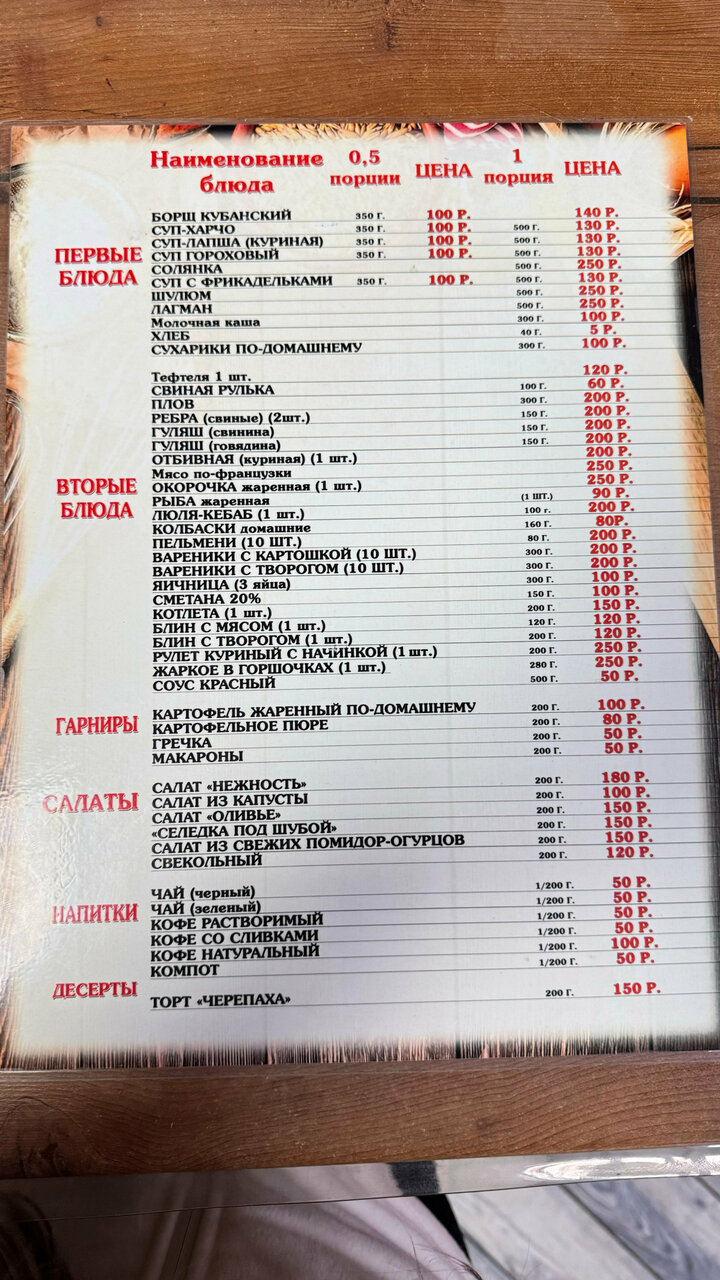 Наименование блюда 0,5 порции ЦЕНА 1 порция ЦЕНА
ПЕРВЫЕ БЛЮДА
БОРЩ КУБАНСКИЙ 350 Г. 100 Р. 140 Р.
СУП-ХАРЧО 350 Г. 100 Р. 500 Г. 130 Р.
СУП-ЛАПША (КУРИНАЯ) 350 Г. 100 Р. 500 Г. 130 Р.
СУП ГОРОХОВЫЙ 350 Г. 100 Р. 500 Г. 130 Р.
СОЛЯНКА 500 Г. 250 Р.
СУП С ФРИКАДЕЛЬКАМИ 350 Г. 100 Р. 500 Г. 130 Р.
ШУЛЮМ 500 Г. 250 Р.
ЛАГМАН 500 Г. 250 Р.
Молочная каша 300 Г. 100 Р.
ХЛЕБ 40 Г. 5 Р.
СУХАРИКИ ПО-ДОМАШНЕМУ 300 Г. 100 Р.
ВТОРЫЕ БЛЮДА
Тефтеля 1 шт. 120 Р.
СВИНАЯ РУЛЬКА 100 Г. 60 Р.
ПЛОВ 300 Г. 200 Р.
РЕБРА (свиные) (2шт.) 150 Г. 200 Р.
ГУЛЯШ (свинина) 150 Г. 200 Р.
ГУЛЯШ (говядина) 150 Г. 200 Р.
ОТБИВНАЯ (куриная) (1 шт.) 200 Р.
Мясо по-французки 250 Р.
ОКОРОЧКА жаренная (1 шт.) 250 Р.
РЫБА жаренная (1 ШТ.) 90 Р.
ЛЮЛЯ-КЕБАБ (1 шт.) 100 г. 200 Р.
КОЛБАСКИ домашние 160 Г. 80Р.
ПЕЛЬМЕНИ (10 ШТ.) 80 Г. 200 Р.
ВАРЕНИКИ С КАРТОШКОЙ (10 ШТ.) 300 Г. 200 Р.
ВАРЕНИКИ С ТВОРОГОМ (10 ШТ.) 300 Г. 200 Р.
ЯИЧНИЦА (3 яйца) 300 Г. 100 Р.
СМЕТАНА 20% 150 Г. 100 Р.
КОТЛЕТА (1 шт.) 200 Г. 150 Р.
БЛИН С МЯСОМ (1 шт.) 120 Г. 120 Р.
БЛИН С ТВОРОГОМ (1 шт.) 200 Г. 120 Р.
РУЛЕТ КУРИНЫЙ С НАЧИНКОЙ (1 шт.) 200 Г. 250 Р.
ЖАРКОЕ В ГОРШОЧКАХ (1 шт.) 280 Г. 250 Р.
СОУС КРАСНЫЙ 500 Г. 50 Р.
ГАРНИРЫ
КАРТОФЕЛЬ ЖАРЕННЫЙ ПО-ДОМАШНЕМУ 200 Г. 100 Р.
КАРТОФЕЛЬНОЕ ПЮРЕ 200 Г. 80 Р.
ГРЕЧКА 200 Г. 50 Р.
МАКАРОНЫ 200 Г. 50 Р.
САЛАТЫ
САЛАТ «НЕЖНОСТЬ» 200 Г. 180 Р.
САЛАТ ИЗ КАПУСТЫ 200 Г. 100 Р.
САЛАТ «ОЛИВЬЕ» 200 Г. 150 Р.
«СЕЛЕДКА ПОД ШУБОЙ» 200 Г. 150 Р.
САЛАТ ИЗ СВЕЖИХ ПОМИДОР-ОГУРЦОВ 200 Г. 150 Р.
СВЕКОЛЬНЫЙ 200 Г. 120 Р.
НАПИТКИ
ЧАЙ (черный) 1/200 Г. 50 Р.
ЧАЙ (зеленый) 1/200 Г. 50 Р.
КОФЕ РАСТВОРИМЫЙ 1/200 Г. 50 Р.
КОФЕ СО СЛИВКАМИ 1/200 Г. 50 Р.
КОФЕ НАТУРАЛЬНЫЙ 1/200 Г. 100 Р.
КОМПОТ 1/200 Г. 50 Р.
ДЕСЕРТЫ
ТОРТ «ЧЕРЕПАХА» 200 Г. 150 Р.